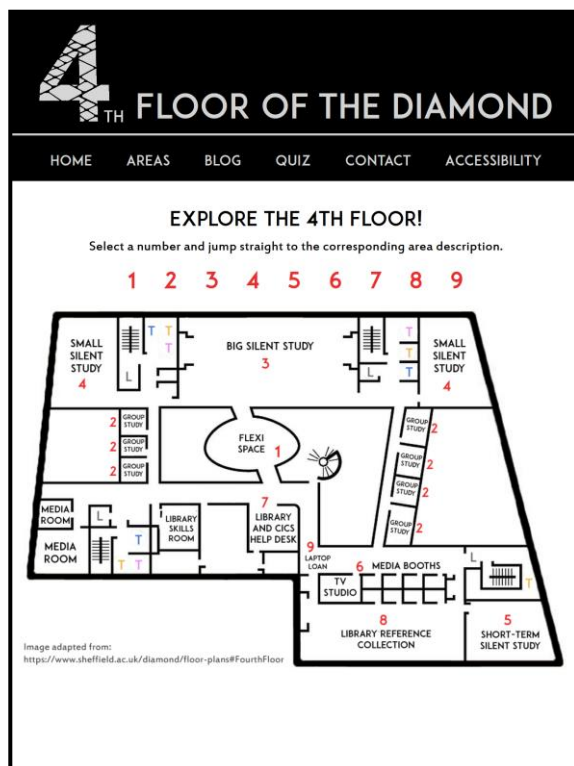 4TH FLOOR OF THE DIAMOND
HOME AREAS BLOG QUIZ CONTACT ACCESSIBILITY
EXPLORE THE 4TH FLOOR!
Select a number and jump straight to the corresponding area description.
1 2 3 4 5 6 7 8 9
SMALL
SILENT
STUDY
4
T T
T
L
BIG SILENT STUDY
3
T
T
L T
SMALL
SILENT
STUDY
4
2 GROUP
STUDY
2 GROUP
STUDY
2 GROUP
STUDY
FLEXI
SPACE
1
GROUP
STUDY 2
GROUP
STUDY 2
GROUP
STUDY 2
GROUP
STUDY 2
MEDIA
ROOM
MEDIA
ROOM
L
T
T T
LIBRARY
SKILLS
ROOM
7
LIBRARY
AND CICS
HELP DESK
9
LAPTOP
LOAN
6 MEDIA BOOTHS
TV
STUDIO
T
8
LIBRARY REFERENCE
COLLECTION
5
SHORT-TERM
SILENT STUDY
Image adapted from:
https://www.sheffield.ac.uk/diamond/floor-plans#FourthFloor